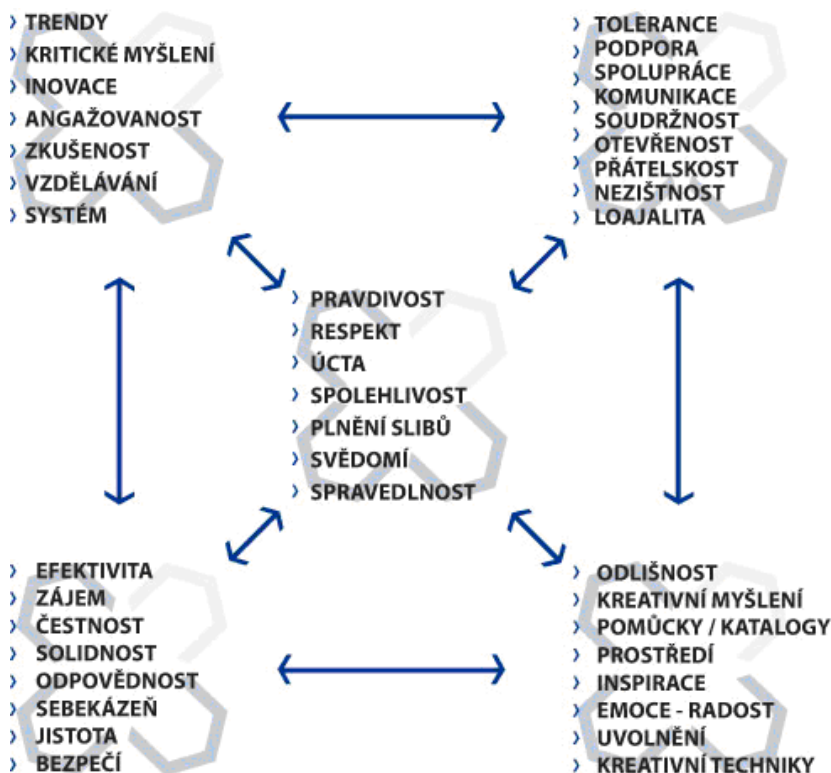 TRENDY
KRITICKÉ MYŠLENÍ
INOVACE
ANGAŽOVANOST
ZKUŠENOST
VZDĚLÁVÁNÍ
SYSTÉM
TOLERANCE
PODPORA
SPOLUPRÁCE
KOMUNIKACE
SOUDRŽNOST
OTEVŘENOST
PŘÁTELSKOST
NEZIŠTNOST
LOAJALITA
PRAVDIVOST
RESPEKT
ÚCTA
SPOLEHLIVOST
PLNĚNÍ SLIBŮ
SVĚDOMÍ
SPRAVEDLNOST
EFEKTIVITA
ZÁJEM
ČESTNOST
SOLIDNOST
ODPOVĚDNOST
SEBEKÁZEŇ
JISTOTA
BEZPEČÍ
ODLIŠNOST
KREATIVNÍ MYŠLENÍ
POMŮCKY / KATALOGY
PROSTŘEDÍ
INSPIRACE
EMOCE - RADOST
UVOLNĚNÍ
KREATIVNÍ TECHNIKY